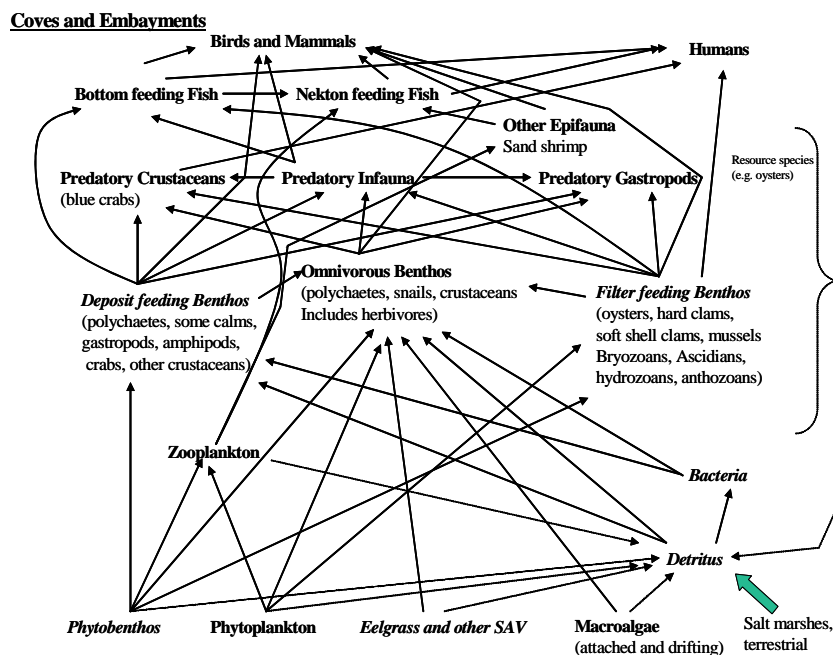 Coves and Embayments
Birds and Mammals
Humans
Bottom feeding Fish
Nekton feeding Fish
Other Epifauna
Sand shrimp
Resource species
(e.g. oysters)
Predatory Crustaceans
(blue crabs)
Predatory Infauna
Predatory Gastropods
Omnivorous Benthos
(polychaetes, snails, crustaceans
Includes herbivores)
Deposit feeding Benthos
(polychaetes, some calms,
gastropods, amphipods,
crabs, other crustaceans)
Filter feeding Benthos
(oysters, hard clams,
soft shell clams, mussels
Bryozoans, Ascidians,
hydrozoans, anthozoans)
Zooplankton
Bacteria
Detritus
Phytobenthos
Phytoplankton
Eelgrass and other SAV
Macroalgae
(attached and drifting)
Salt marshes,
terrestrial